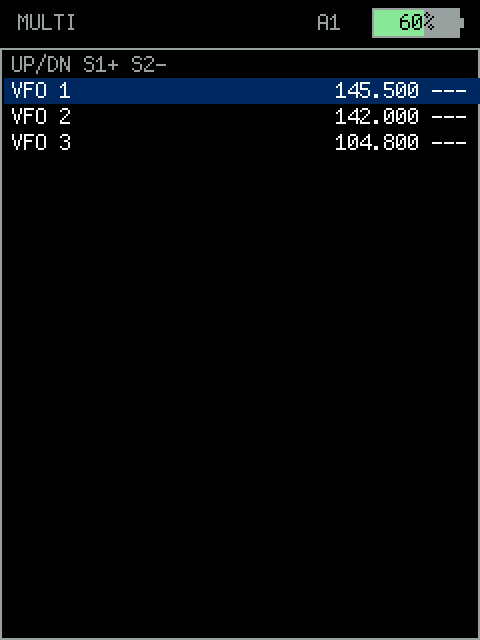 MULTI A1 60%
UP/DN S1+ S2-
VFO 1 145.500 ---
VFO 2 142.000 ---
VFO 3 104.800 ---